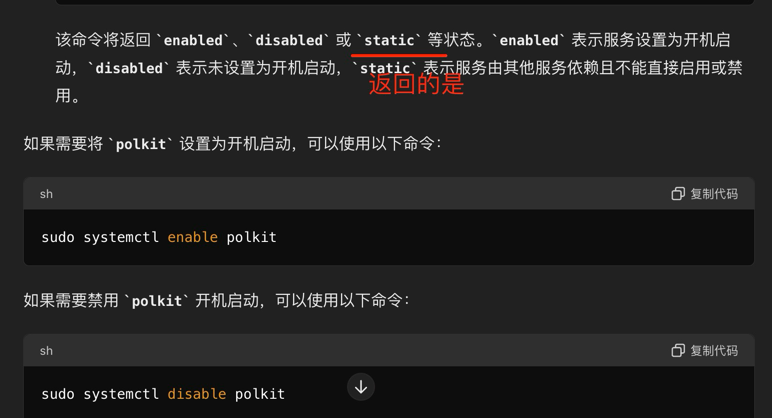 该命令将返回 `enabled`、`disabled` 或 `static` 等状态。`enabled` 表示服务设置为开机启
动，`disabled` 表示未设置为开机启动，`static` 表示服务由其他服务依赖且不能直接启用或禁
返回的是
用。
如果需要将 `polkit` 设置为开机启动，可以使用以下命令：
sh 复制代码
sudo systemctl enable polkit
如果需要禁用 `polkit` 开机启动，可以使用以下命令：
sh 复制代码
sudo systemctl disable polkit